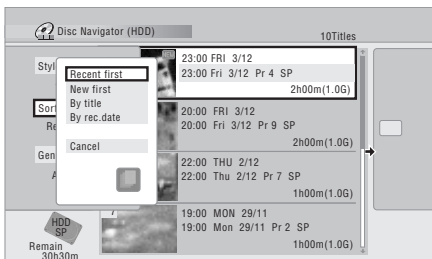 Disc Navigator (HDD)
10Titles
Styl
Sor
Re
Gen
A
Recent first
New first
By title
By rec.date
Cancel
23:00 FRI 3/12
23:00 Fri 3/12 Pr 4 SP
2h00m(1.0G)
20:00 FRI 3/12
20:00 Fri 3/12 Pr 9 SP
2h00m(1.0G)
22:00 THU 2/12
22:00 Thu 2/12 Pr 7 SP
1h00m(1.0G)
19:00 MON 29/11
19:00 Mon 29/11 Pr 2 SP
1h00m(1.0G)
HDD
SP
Remain
30h30m